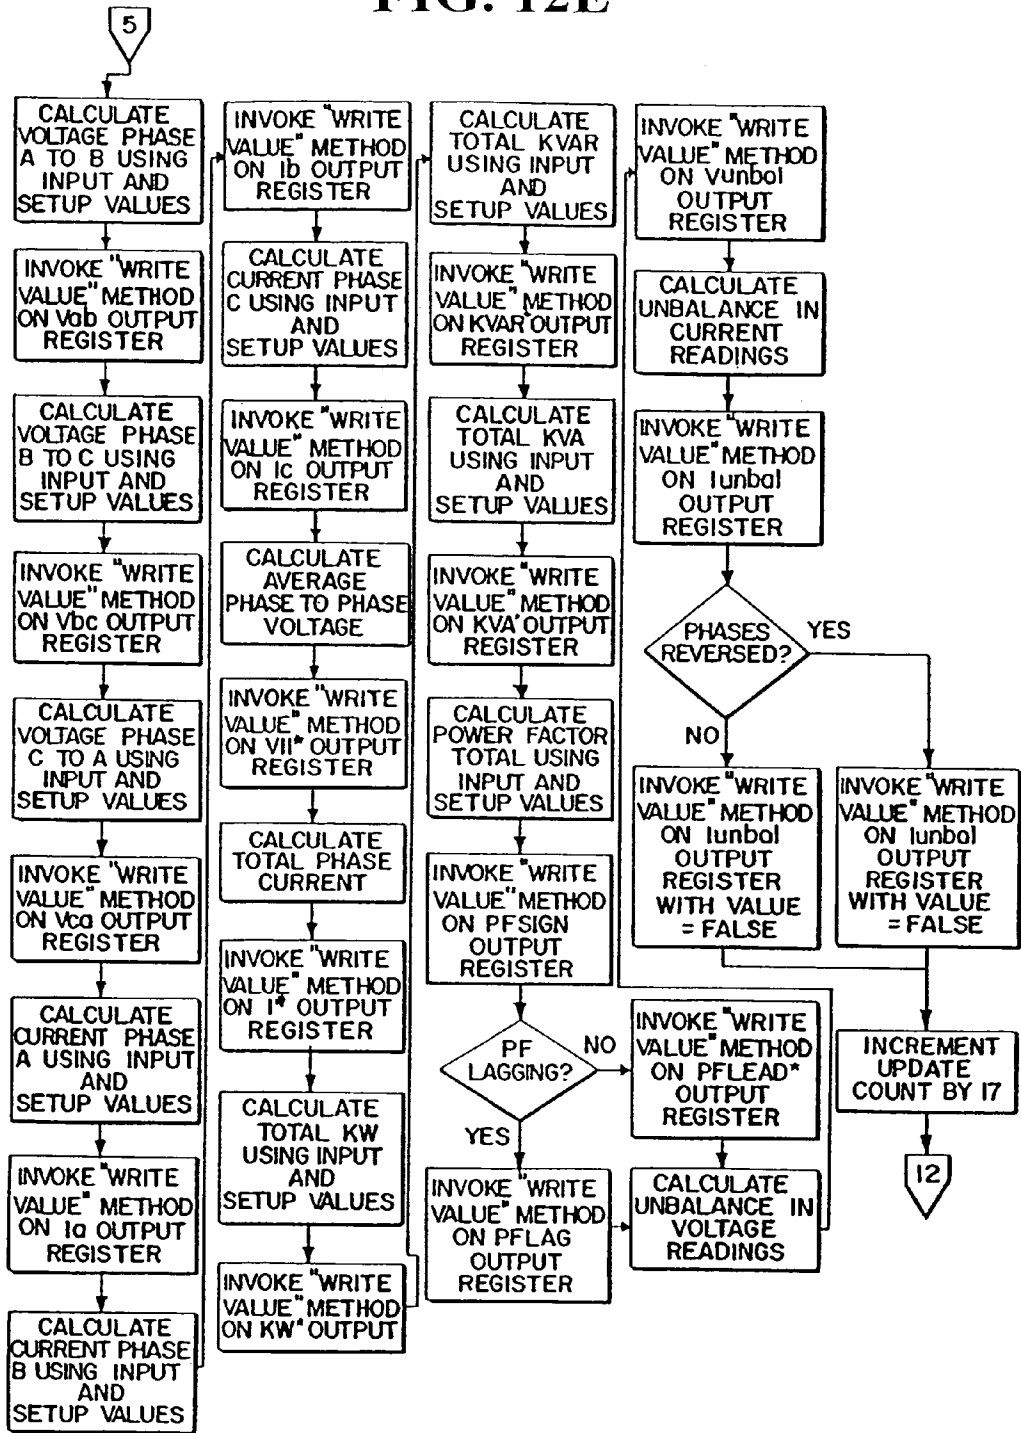 FIG. 12E
5
CALCULATE
VOLTAGE PHASE
A TO B USING
INPUT AND
SETUP VALUES
INVOKE "WRITE
VALUE" METHOD
ON Vab OUTPUT
REGISTER
CALCULATE
VOLTAGE PHASE
B TO C USING
INPUT AND
SETUP VALUES
INVOKE "WRITE
VALUE" METHOD
ON Vbc OUTPUT
REGISTER
CALCULATE
VOLTAGE PHASE
C TO A USING
INPUT AND
SETUP VALUES
INVOKE "WRITE
VALUE" METHOD
ON Vca OUTPUT
REGISTER
CALCULATE
CURRENT PHASE
A USING INPUT
AND
SETUP VALUES
INVOKE "WRITE
VALUE" METHOD
ON Ia OUTPUT
REGISTER
CALCULATE
CURRENT PHASE
B USING INPUT
AND
SETUP VALUES
INVOKE "WRITE
VALUE" METHOD
ON Ib OUTPUT
REGISTER
CALCULATE
CURRENT PHASE
C USING INPUT
AND
SETUP VALUES
INVOKE "WRITE
VALUE" METHOD
ON Ic OUTPUT
REGISTER
CALCULATE
AVERAGE
PHASE TO PHASE
VOLTAGE
INVOKE "WRITE
VALUE" METHOD
ON Vll* OUTPUT
REGISTER
CALCULATE
TOTAL PHASE
CURRENT
INVOKE "WRITE
VALUE" METHOD
ON I* OUTPUT
REGISTER
CALCULATE
TOTAL KW
USING INPUT
AND
SETUP VALUES
INVOKE "WRITE
VALUE" METHOD
ON KW* OUTPUT
CALCULATE
TOTAL KVAR
USING INPUT
AND
SETUP VALUES
INVOKE "WRITE
VALUE" METHOD
ON KVAR* OUTPUT
REGISTER
CALCULATE
TOTAL KVA
USING INPUT
AND
SETUP VALUES
INVOKE "WRITE
VALUE" METHOD
ON KVA* OUTPUT
REGISTER
CALCULATE
POWER FACTOR
TOTAL USING
INPUT AND
SETUP VALUES
INVOKE "WRITE
VALUE" METHOD
ON PFSIGN
OUTPUT
REGISTER
PF
LAGGING?
NO
YES
INVOKE "WRITE
VALUE" METHOD
ON PFLAG
OUTPUT
REGISTER
INVOKE "WRITE
VALUE" METHOD
ON PFLEAD*
OUTPUT
REGISTER
CALCULATE
UNBALANCE IN
VOLTAGE
READINGS
INVOKE "WRITE
VALUE" METHOD
ON Vunbal
OUTPUT
REGISTER
CALCULATE
UNBALANCE IN
CURRENT
READINGS
INVOKE "WRITE
VALUE" METHOD
ON Iunbal
OUTPUT
REGISTER
PHASES
REVERSED?
YES
NO
INVOKE "WRITE
VALUE" METHOD
ON Iunbal
OUTPUT
REGISTER
WITH VALUE
= FALSE
INVOKE "WRITE
VALUE" METHOD
ON Iunbal
OUTPUT
REGISTER
WITH VALUE
= FALSE
INCREMENT
UPDATE
COUNT BY 17
12